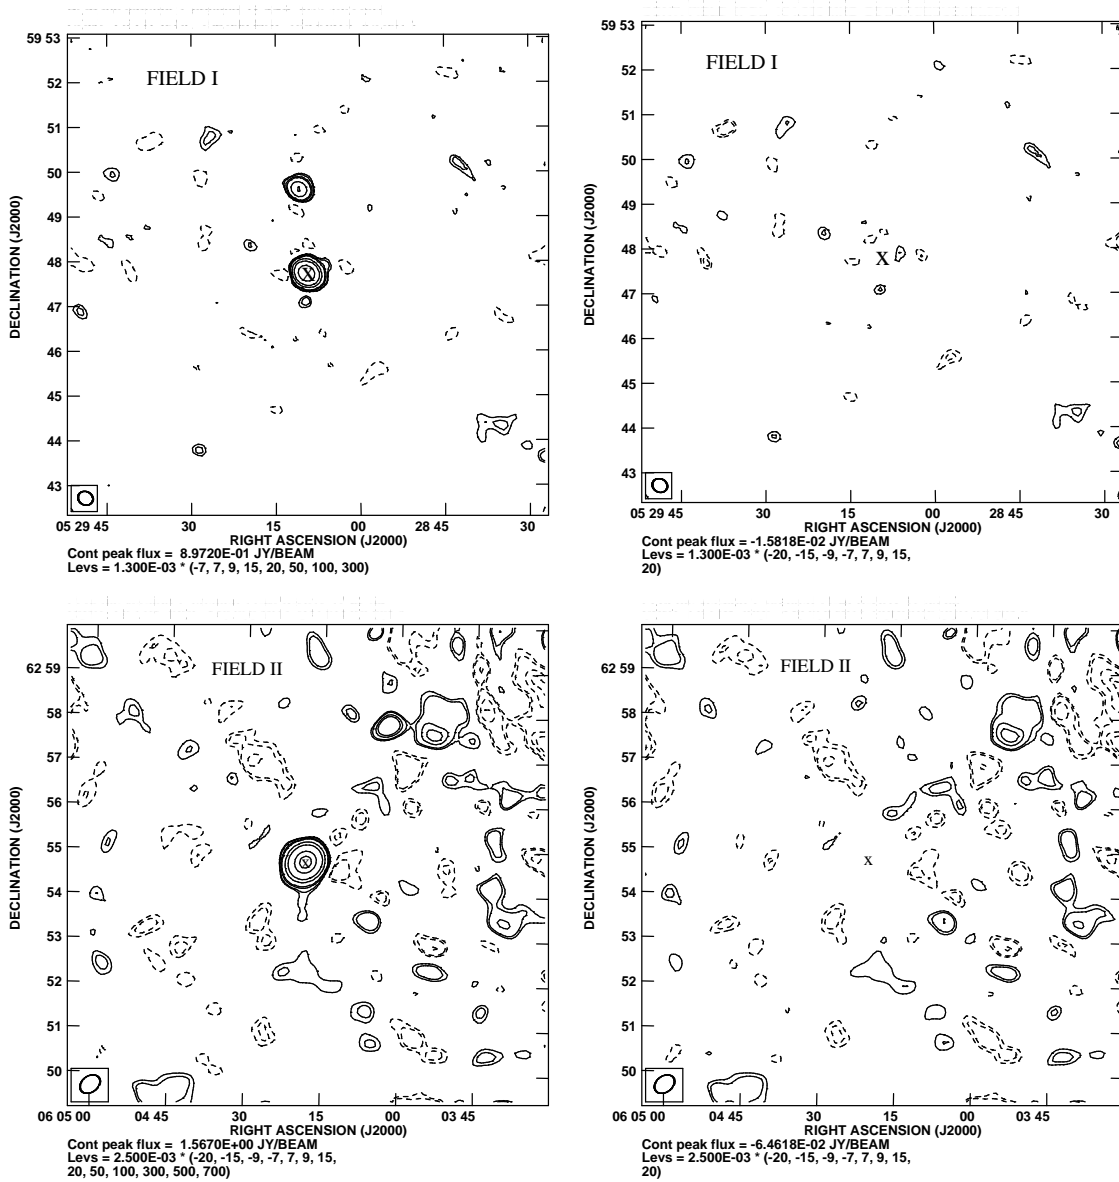 FIELD I
59 53
52
51
50
49
48
47
46
45
44
43
DECLINATION (J2000)
X
05 29 45
30
15
00
28 45
30
RIGHT ASCENSION (J2000)
Cont peak flux = 8.9720E-01 JY/BEAM
Levs = 1.300E-03 * (-7, 7, 9, 15, 20, 50, 100, 300)
FIELD I
59 53
52
51
50
49
48
47
46
45
44
43
DECLINATION (J2000)
X
05 29 45
30
15
00
28 45
30
RIGHT ASCENSION (J2000)
Cont peak flux = -1.5818E-02 JY/BEAM
Levs = 1.300E-03 * (-20, -15, -9, -7, 7, 9, 15,
20)
FIELD II
62 59
58
57
56
55
54
53
52
51
50
DECLINATION (J2000)
X
06 05 00
04 45
30
15
00
03 45
RIGHT ASCENSION (J2000)
Cont peak flux = 1.5670E+00 JY/BEAM
Levs = 2.500E-03 * (-20, -15, -9, -7, 7, 9, 15,
20, 50, 100, 300, 500, 700)
FIELD II
62 59
58
57
56
55
54
53
52
51
50
DECLINATION (J2000)
x
06 05 00
04 45
30
15
00
03 45
RIGHT ASCENSION (J2000)
Cont peak flux = -6.4618E-02 JY/BEAM
Levs = 2.500E-03 * (-20, -15, -9, -7, 7, 9, 15,
20)